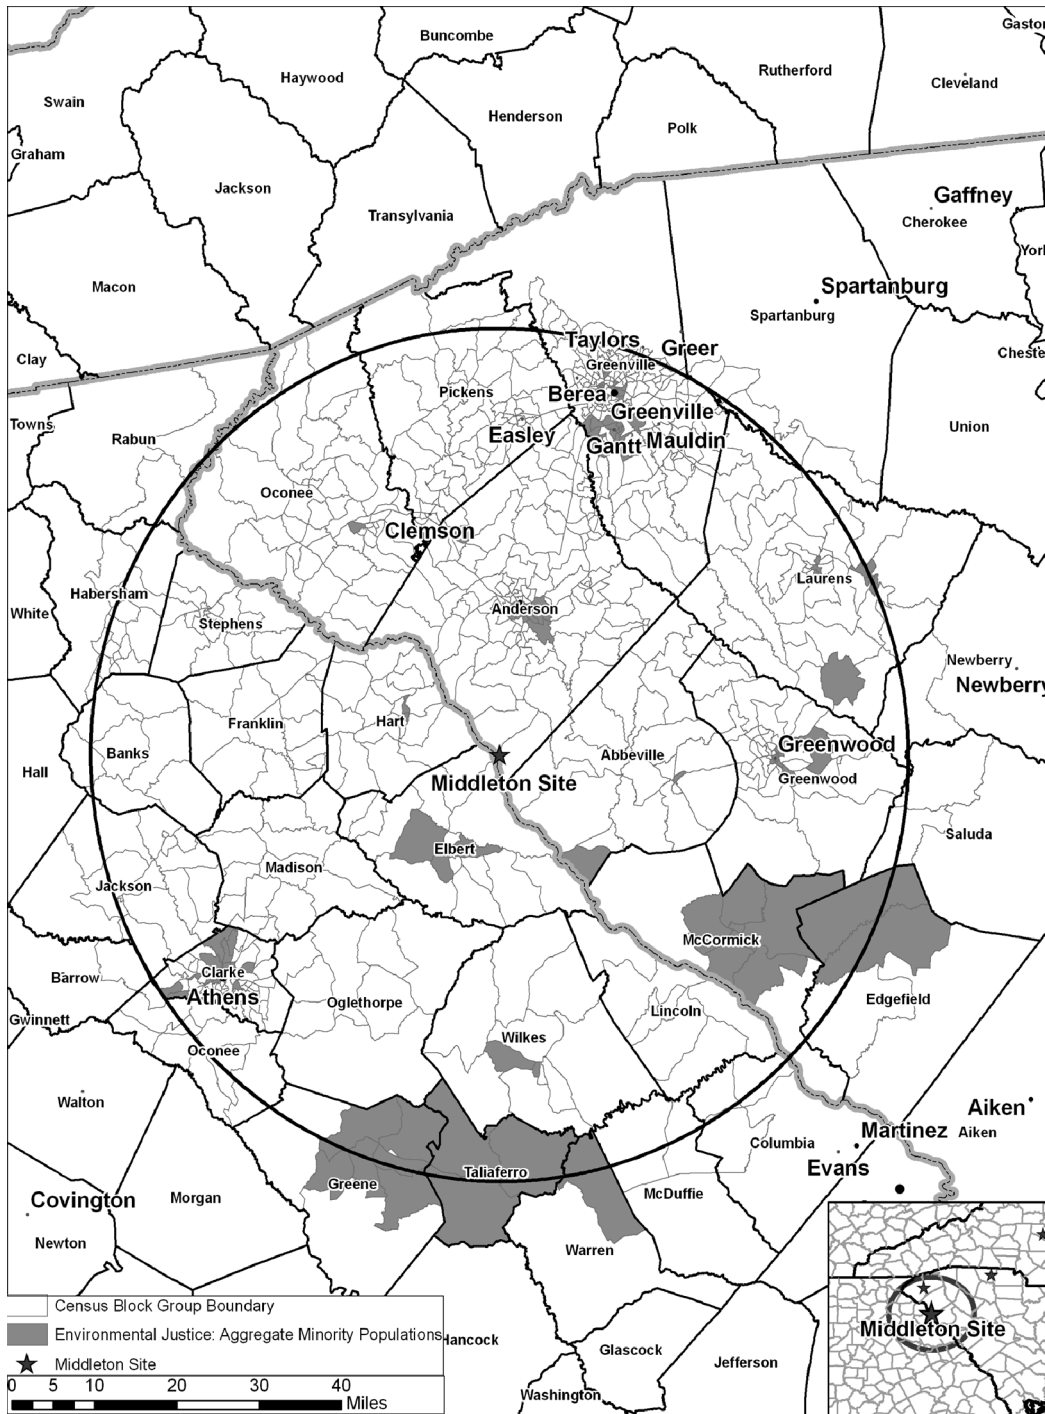 Gaston
Buncombe
Rutherford
Haywood
Cleveland
Swain
Henderson
Polk
Graham
Jackson
Gaffney
Transylvania
Cherokee
York
Macon
Spartanburg
Spartanburg
Taylors
Greer
Clay
Chester
Greenville
Pickens
Berea
Greenville
Towns
Easley
Gantt
Mauldin
Union
Rabun
Oconee
Clemson
Laurens
Habersham
White
Anderson
Stephens
Newberry
Newberry
Hart
Franklin
Greenwood
Banks
Abbeville
Hall
Greenwood
Middleton Site
Saluda
Elbert
Madison
Jackson
McCormick
Clarke
Barrow
Athens
Oglethorpe
Edgefield
Lincoln
Gwinnett
Wilkes
Oconee
Walton
Aiken
Martinez
Aiken
Columbia
Evans
Taliaferro
Greene
Covington
Morgan
McDuffie
Newton
Warren
Census Block Group Boundary
Environmental Justice: Aggregate Minority Populations
Hancock
Middleton Site
Glascock
Jefferson
Washington
0 5 10 20 30 40
Miles
Middleton Site